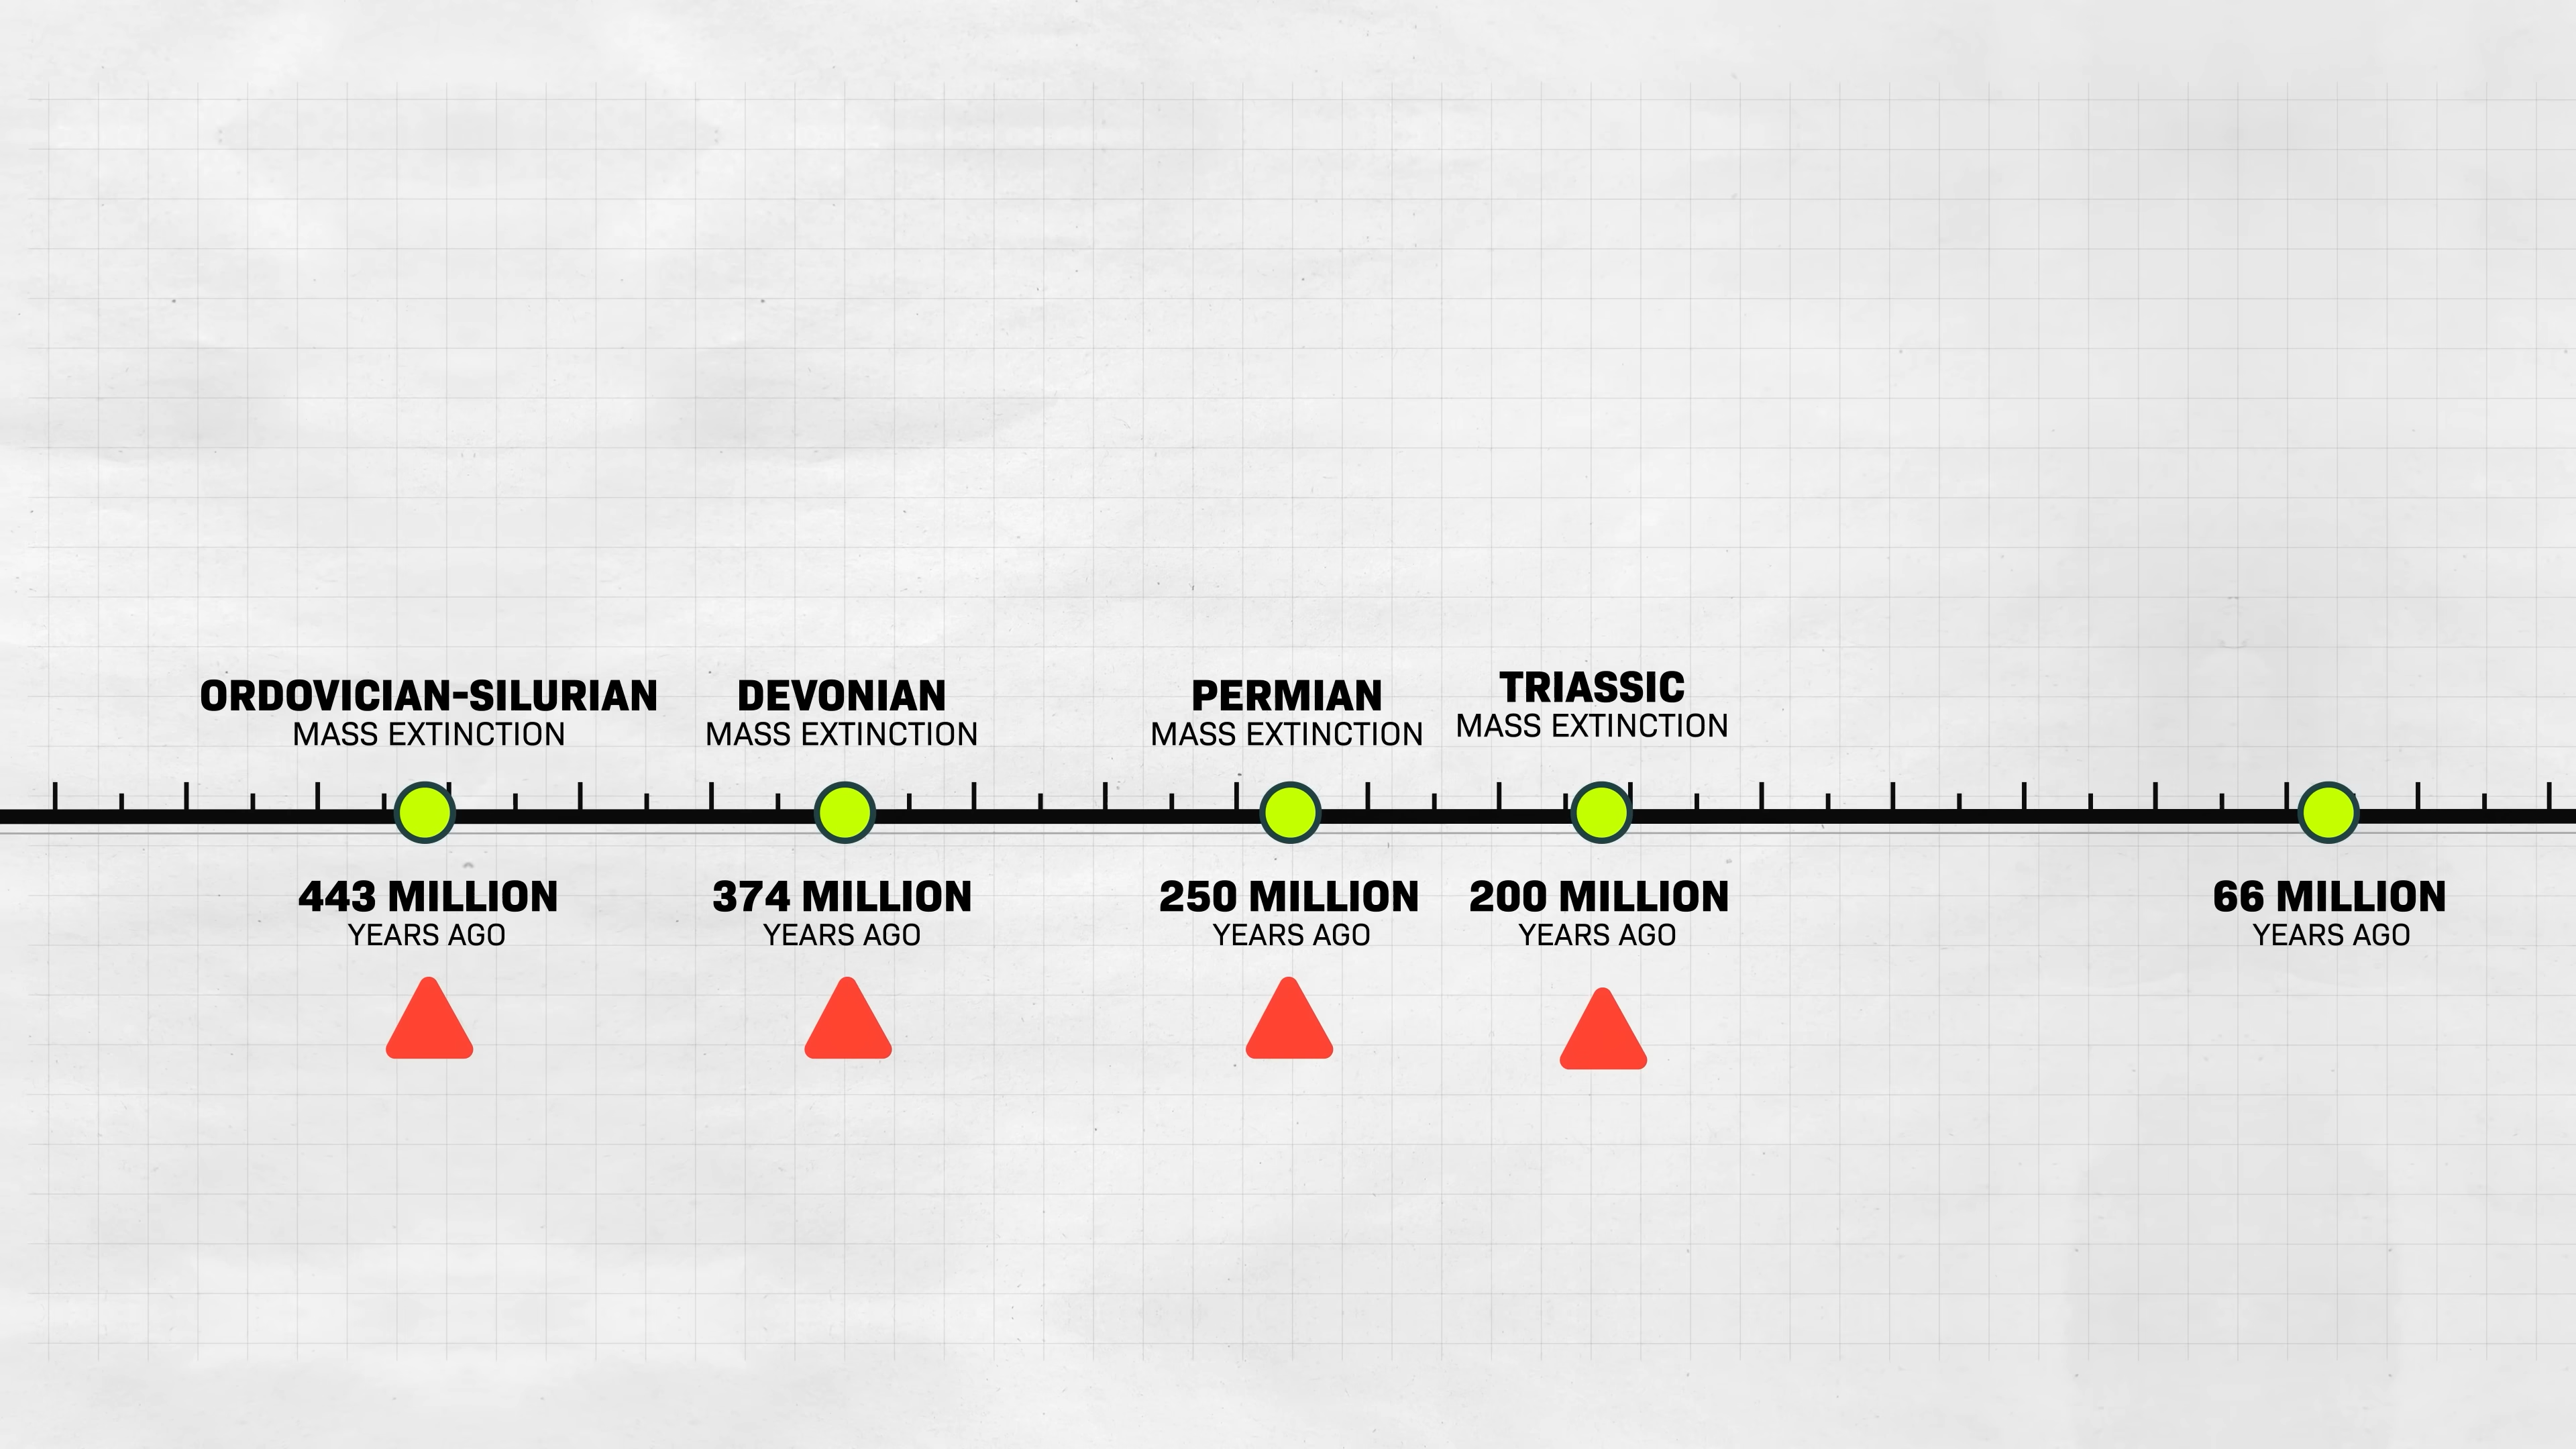 ORDOVICIAN-SILURIAN
MASS EXTINCTION
DEVONIAN
MASS EXTINCTION
PERMIAN
MASS EXTINCTION
TRIASSIC
MASS EXTINCTION
443 MILLION
YEARS AGO
374 MILLION
YEARS AGO
250 MILLION
YEARS AGO
200 MILLION
YEARS AGO
66 MILLION
YEARS AGO